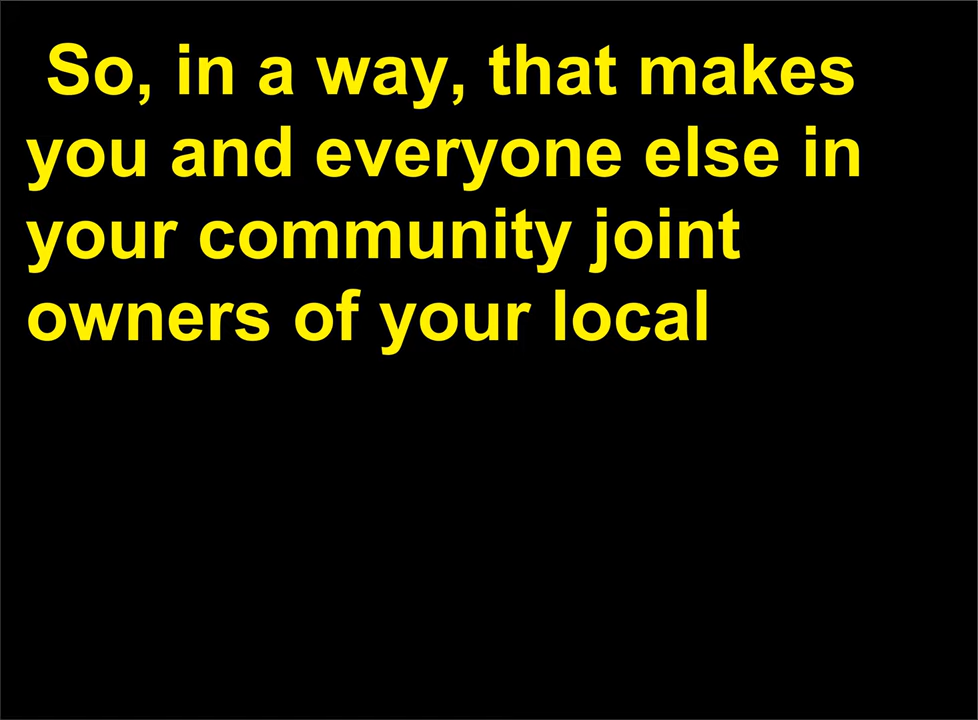 So, in a way, that makes
you and everyone else in
your community joint
owners of your local